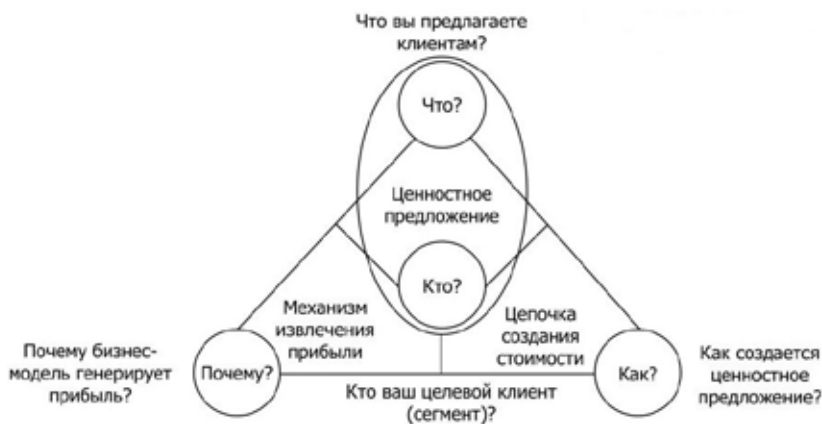 Что вы предлагаете
клиентам?
Что?
Ценностное
предложение
Кто?
Механизм
извлечения
прибыли
Цепочка
создания
стоимости
Почему бизнес-
модель генерирует
прибыль?
Почему?
Кто ваш целевой клиент
(сегмент)?
Как?
Как создается
ценностное
предложение?